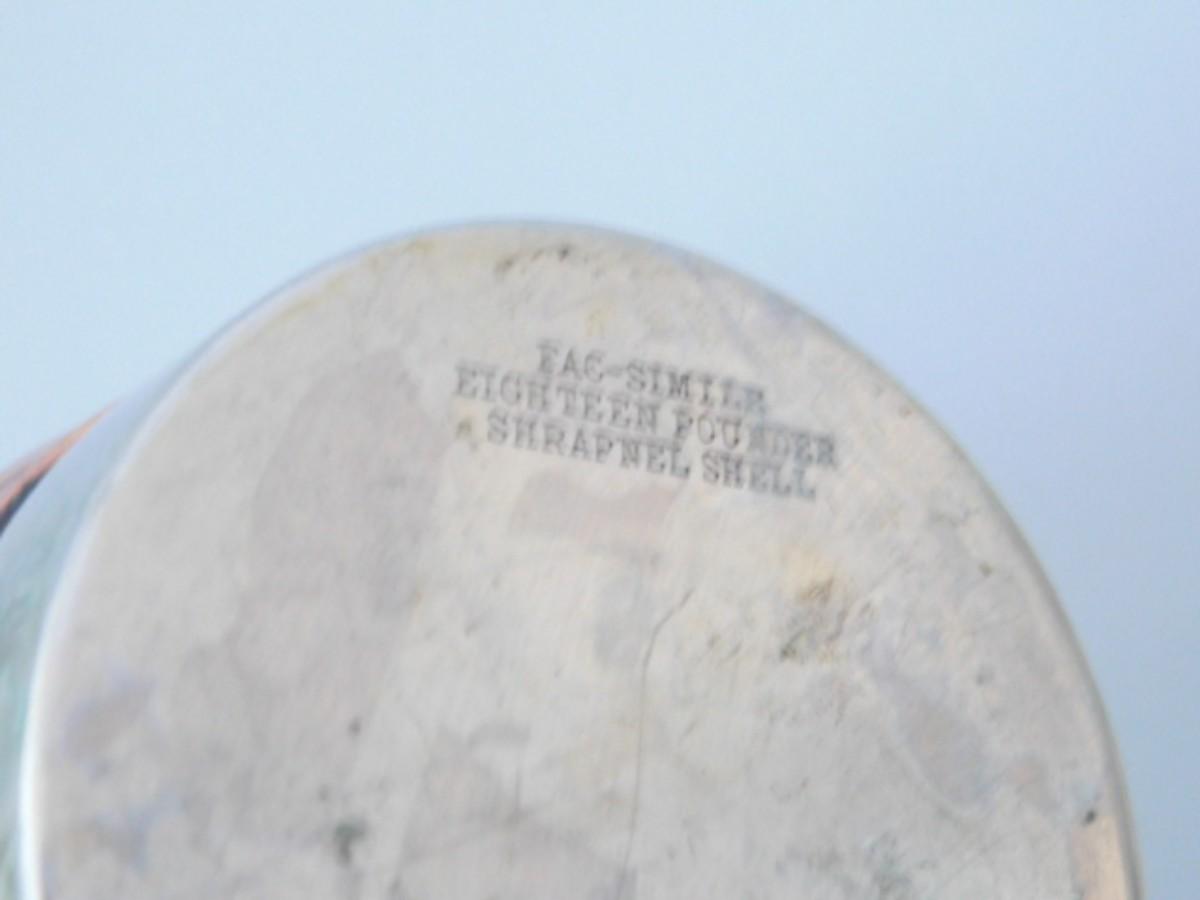 FAC-SIMILE
EIGHTEEN POUNDER
SHRAPNEL SHELL